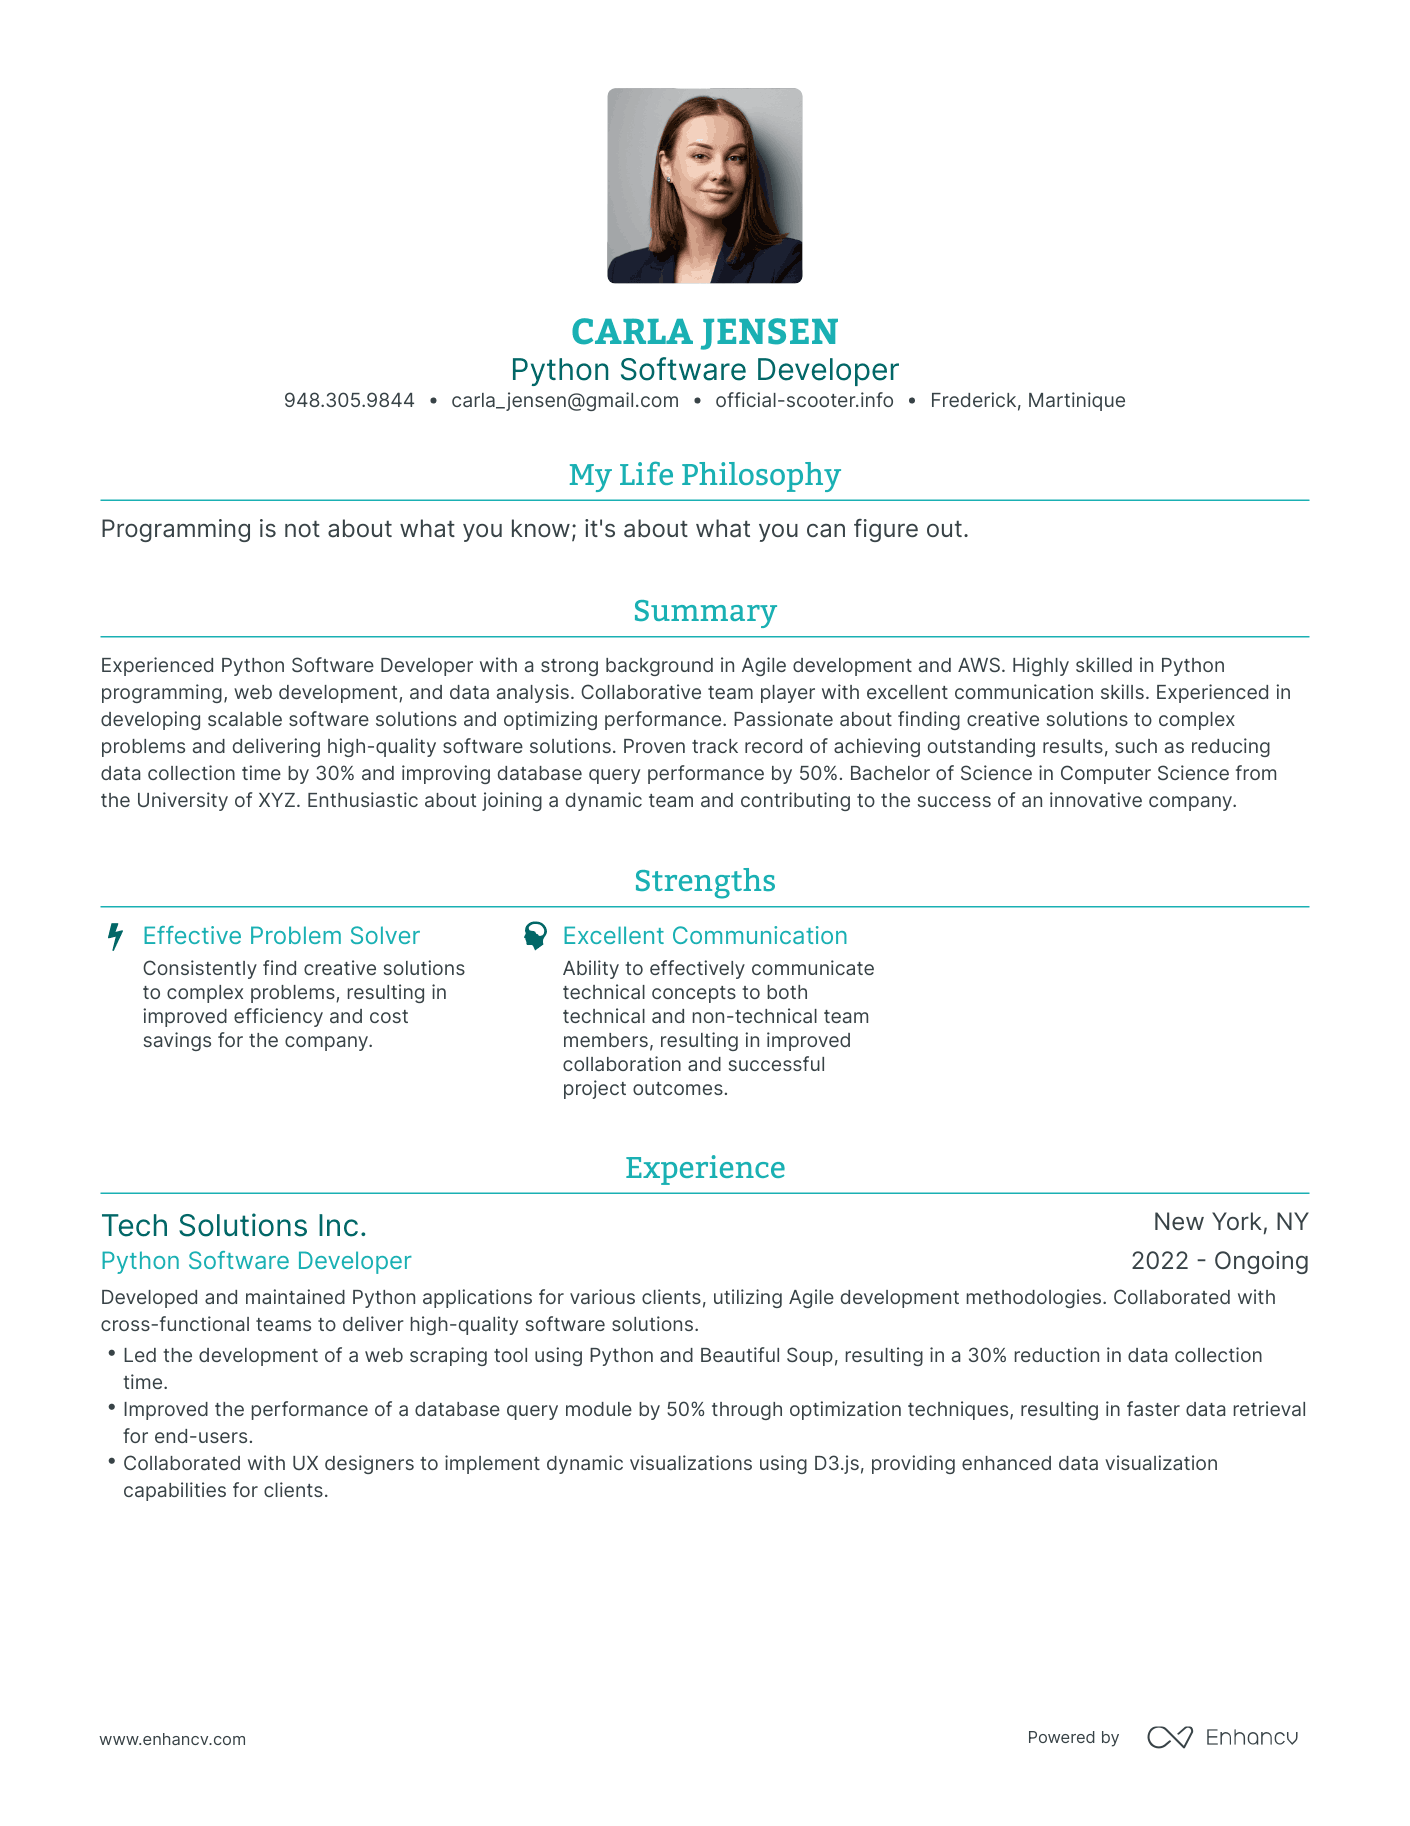 CARLA JENSEN
Python Software Developer
948.305.9844 • carla_jensen@gmail.com • official-scooter.info • Frederick, Martinique
My Life Philosophy
Programming is not about what you know; it's about what you can figure out.
Summary
Experienced Python Software Developer with a strong background in Agile development and AWS. Highly skilled in Python
programming, web development, and data analysis. Collaborative team player with excellent communication skills. Experienced in
developing scalable software solutions and optimizing performance. Passionate about finding creative solutions to complex
problems and delivering high-quality software solutions. Proven track record of achieving outstanding results, such as reducing
data collection time by 30% and improving database query performance by 50%. Bachelor of Science in Computer Science from
the University of XYZ. Enthusiastic about joining a dynamic team and contributing to the success of an innovative company.
Strengths
Effective Problem Solver
Consistently find creative solutions
to complex problems, resulting in
improved efficiency and cost
savings for the company.
Excellent Communication
Ability to effectively communicate
technical concepts to both
technical and non-technical team
members, resulting in improved
collaboration and successful
project outcomes.
Experience
Tech Solutions Inc.
New York, NY
Python Software Developer
2022 - Ongoing
Developed and maintained Python applications for various clients, utilizing Agile development methodologies. Collaborated with
cross-functional teams to deliver high-quality software solutions.
• Led the development of a web scraping tool using Python and Beautiful Soup, resulting in a 30% reduction in data collection
time.
• Improved the performance of a database query module by 50% through optimization techniques, resulting in faster data retrieval
for end-users.
• Collaborated with UX designers to implement dynamic visualizations using D3.js, providing enhanced data visualization
capabilities for clients.
www.enhancv.com
Powered by Enhancv